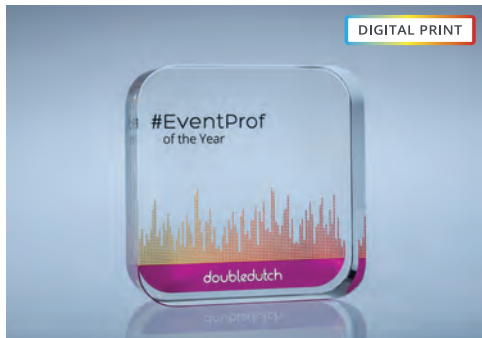 DIGITAL PRINT
#EventProf
of the Year
doubledutch